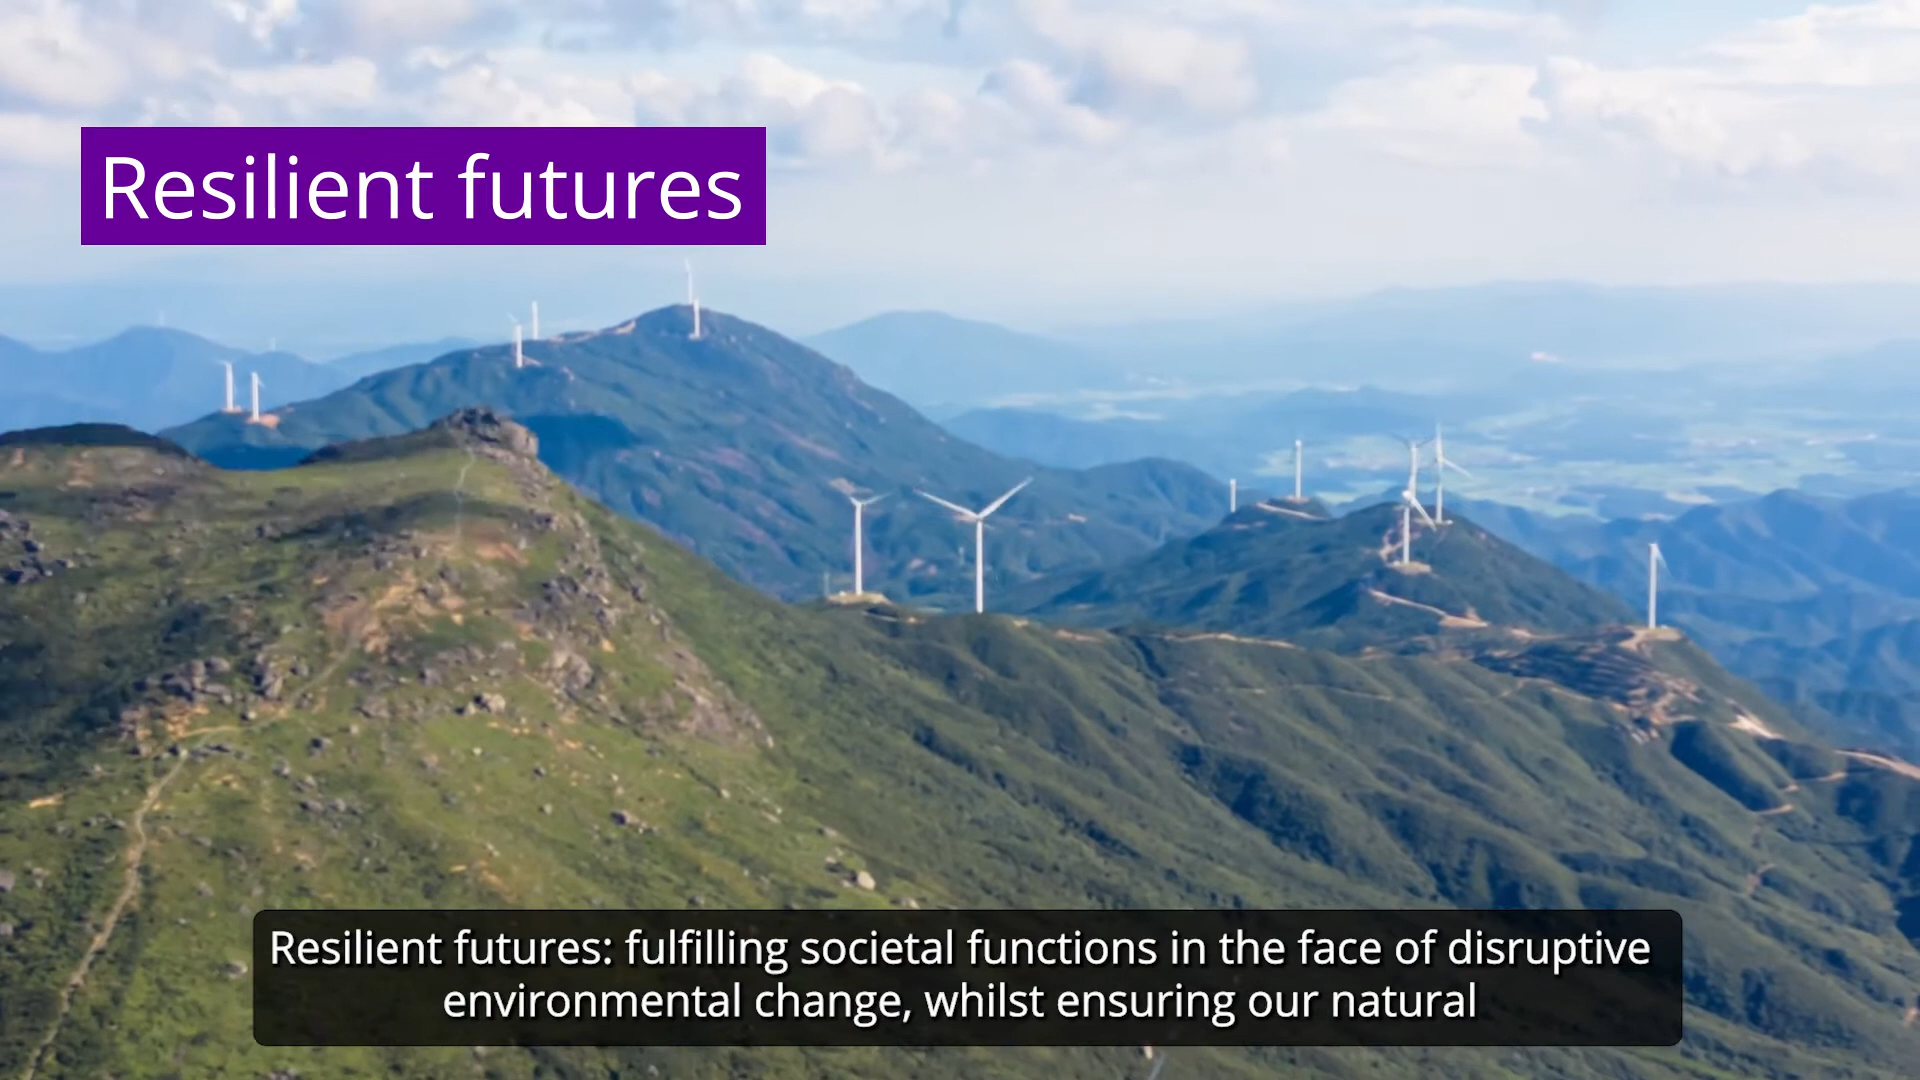 Resilient futures
Resilient futures: fulfilling societal functions in the face of disruptive
environmental change, whilst ensuring our natural